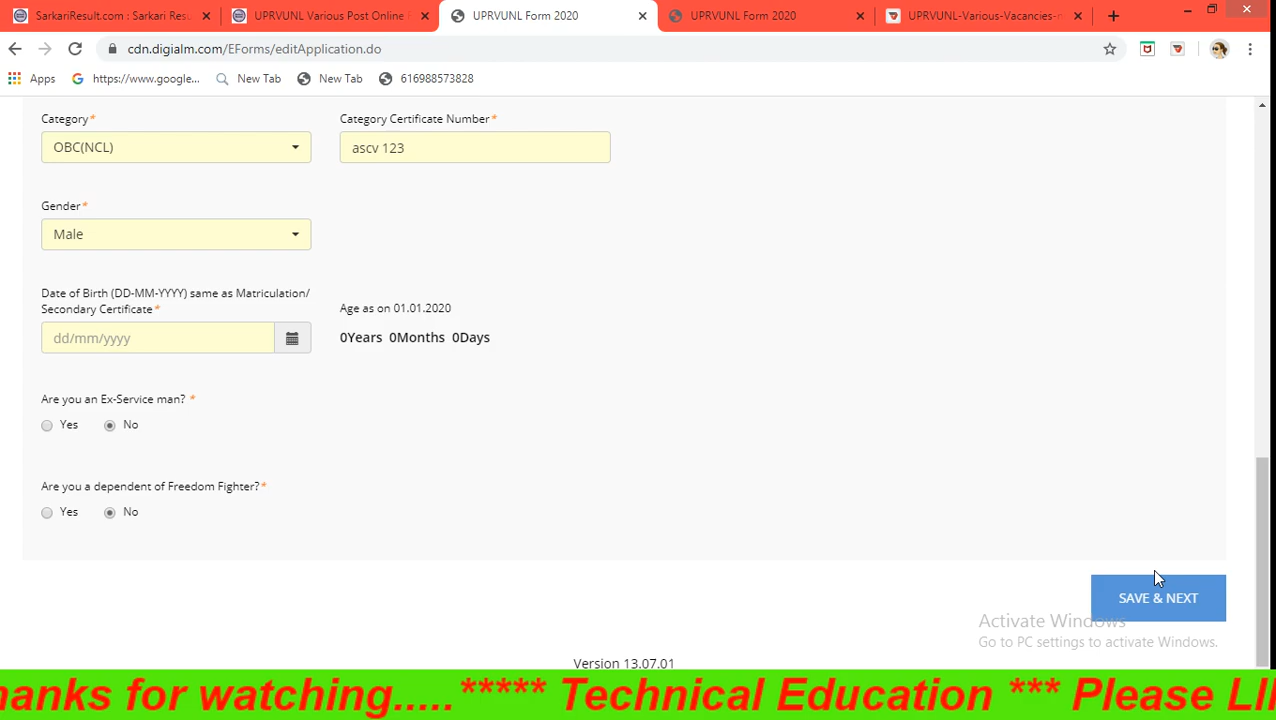 SarkariResult.com : Sarkari Resu
UPRVUNL Various Post Online F
UPRVUNL Form 2020
UPRVUNL Form 2020
UPRVUNL-Various-Vacancies-n
cdn.digialm.com/EForms/editApplication.do
Apps
https://www.google...
New Tab
New Tab
616988573828
Category*
Category Certificate Number*
OBC(NCL)
ascv 123
Gender*
Male
Date of Birth (DD-MM-YYYY) same as Matriculation/
Secondary Certificate*
Age as on 01.01.2020
dd/mm/yyyy
0Years 0Months 0Days
Are you an Ex-Service man? *
Yes
No
Are you a dependent of Freedom Fighter?*
Yes
No
SAVE & NEXT
Activate Windows
Go to PC settings to activate Windows.
Version 13.07.01
hanks for watching.....***** Technical Education *** Please LI